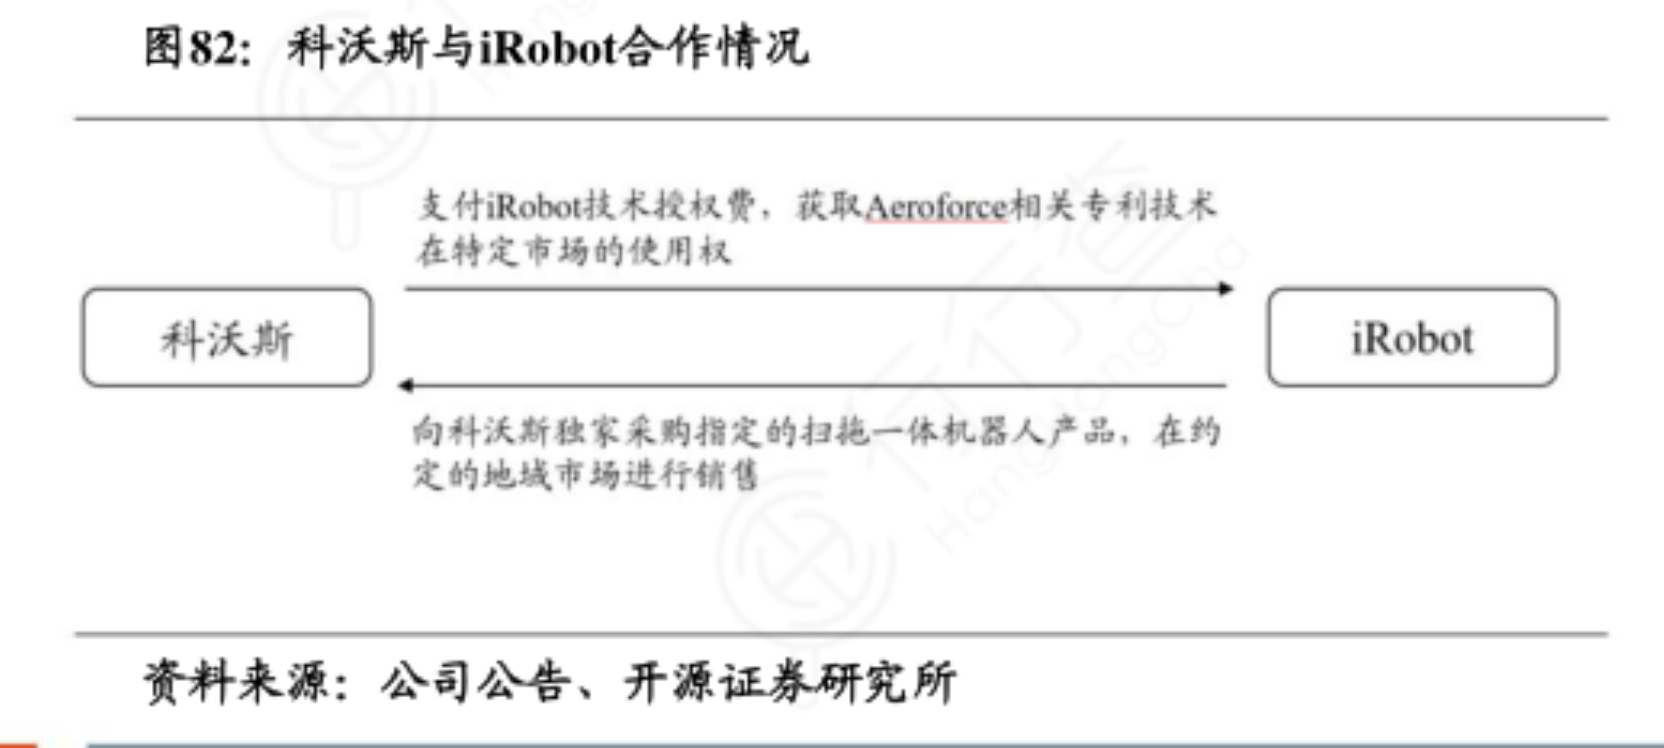 图82：科沃斯与iRobot合作情况
支付iRobot技术授权费，获取Aeroforce相关专利技术
在特定市场的使用权
科沃斯
iRobot
向科沃斯独家采购指定的扫拖一体机器人产品，在约
定的地域市场进行销售
行行查
HangHangCha
资料来源：公司公告、开源证券研究所